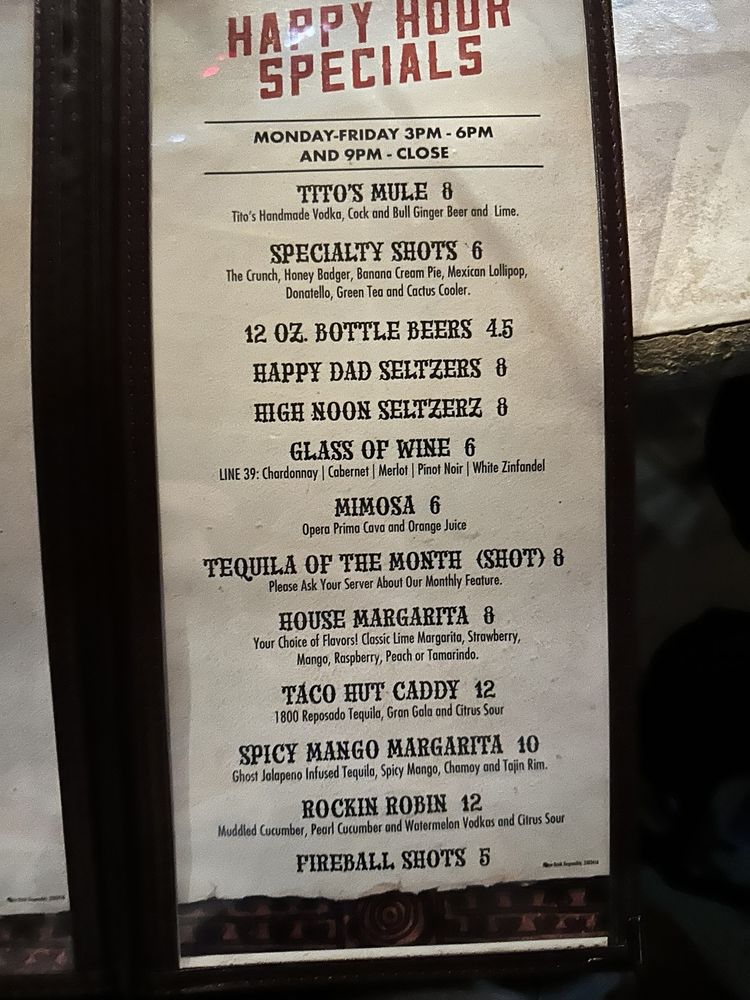 HAPPY HOUR
SPECIALS
MONDAY-FRIDAY 3PM - 6PM
AND 9PM - CLOSE
TITO'S MULE 8
Tito's Handmade Vodka, Cock and Bull Ginger Beer and Lime.
SPECIALTY SHOTS 6
The Crunch, Honey Badger, Banana Cream Pie, Mexican Lollipop,
Donatello, Green Tea and Cactus Cooler.
12 OZ. BOTTLE BEERS 4.5
HAPPY DAD SELTZERS 8
HIGH NOON SELTZERZ 8
GLASS OF WINE 6
LINE 39: Chardonnay | Cabernet | Merlot | Pinot Noir | White Zinfandel
MIMOSA 6
Opera Prima Cava and Orange Juice
TEQUILA OF THE MONTH (SHOT) 8
Please Ask Your Server About Our Monthly Feature.
HOUSE MARGARITA 8
Your Choice of Flavors! Classic Lime Margarita, Strawberry,
Mango, Raspberry, Peach or Tamarindo.
TACO HUT CADDY 12
1800 Reposado Tequila, Gran Gala and Citrus Sour
SPICY MANGO MARGARITA 10
Ghost Jalapeno Infused Tequila, Spicy Mango, Chamoy and Tajin Rim.
ROCKIN ROBIN 12
Muddled Cucumber, Pearl Cucumber and Watermelon Vodkas and Citrus Sour
FIREBALL SHOTS 5